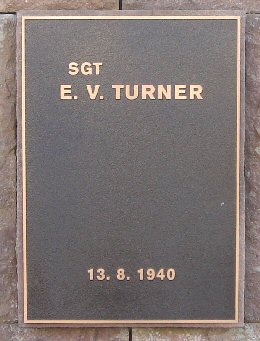 SGT
E. V. TURNER
13. 8. 1940